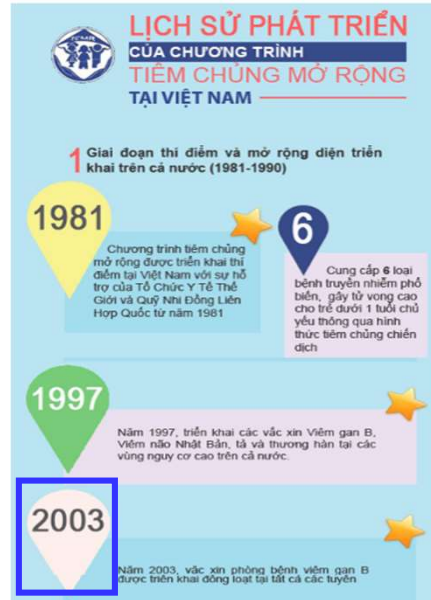 LỊCH SỬ PHÁT TRIỂN
CỦA CHƯƠNG TRÌNH
TIÊM CHỦNG MỞ RỘNG
TẠI VIỆT NAM
1 Giai đoạn thí điểm và mở rộng diện triển
khai trên cả nước (1981-1990)
1981
Chương trình tiêm chủng
mở rộng được triển khai thí
điểm tại Việt Nam với sự hỗ
trợ của Tổ Chức Y Tế Thế
Giới và Quỹ Nhi Đồng Liên
Hợp Quốc từ năm 1981
6
Cung cấp 6 loại
bệnh truyền nhiễm phổ
biến, gây tử vong cao
cho trẻ dưới 1 tuổi chủ
yếu thông qua hình
thức tiêm chủng chiến
dịch
1997
Năm 1997, triển khai các vắc xin Viêm gan B,
Viêm não Nhật Bản, tả và thương hàn tại các
vùng nguy cơ cao trên cả nước.
2003
Năm 2003, vắc xin phòng bệnh viêm gan B
được triển khai đồng loạt tại tất cả các tuyến